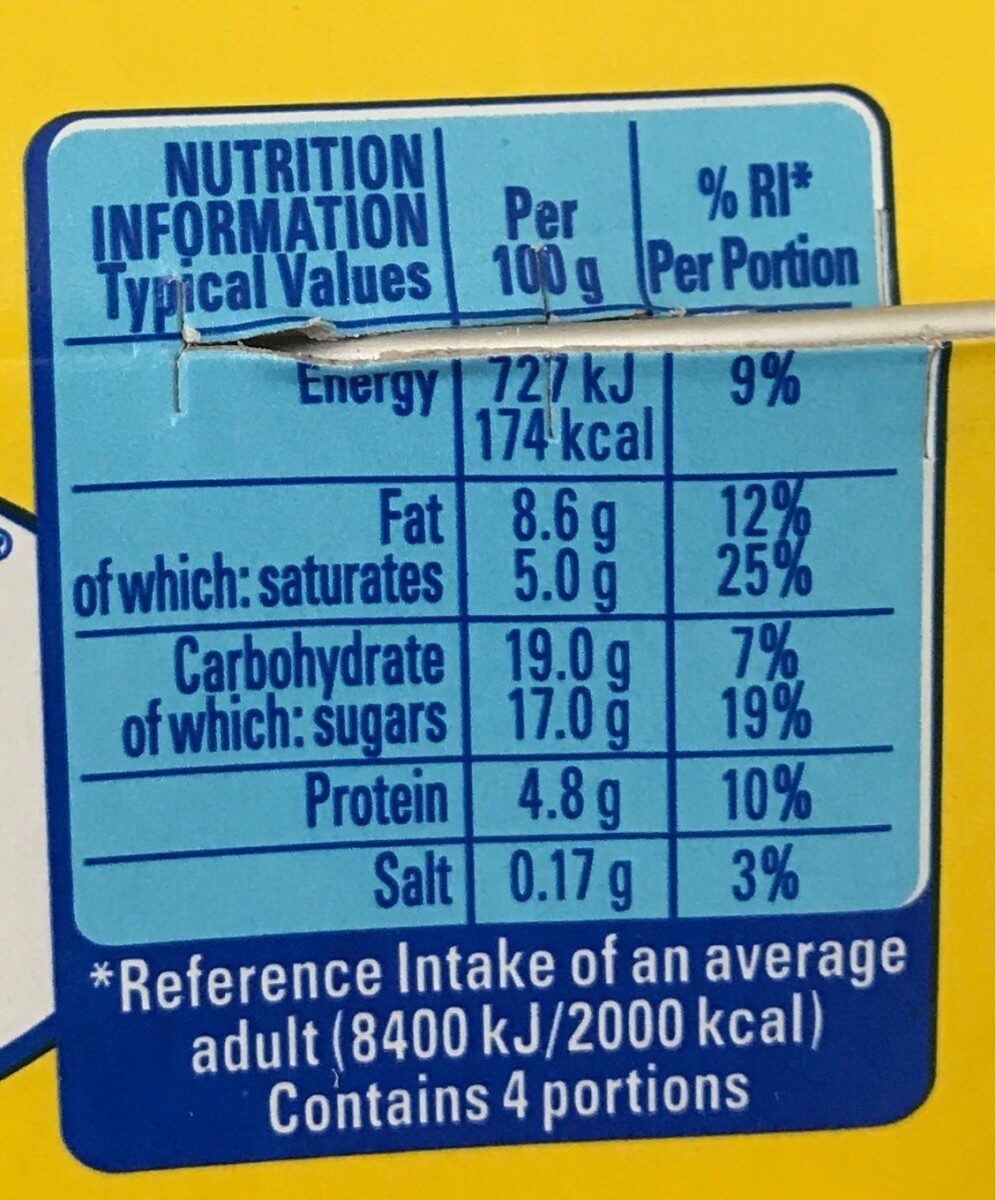 NUTRITION
INFORMATION
Typical Values
Per
100 g
% RI*
Per Portion
Energy 727 kJ 9%
174 kcal
Fat 8.6 g 12%
of which: saturates 5.0 g 25%
Carbohydrate 19.0 g 7%
of which: sugars 17.0 g 19%
Protein 4.8 g 10%
Salt 0.17 g 3%
*Reference Intake of an average
adult (8400 kJ/2000 kcal)
Contains 4 portions
®